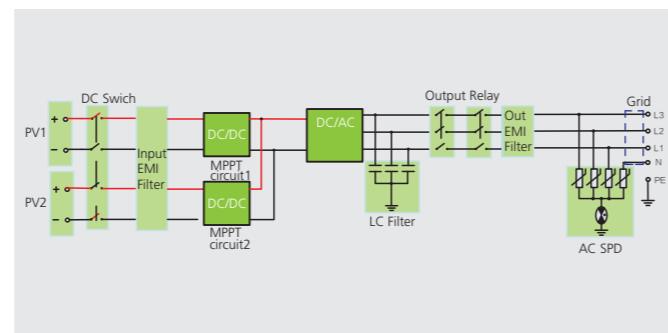 DC Swich
Output Relay
Grid
PV1
+
−
Input
EMI
Filter
DC/DC
MPPT
circuit1
DC/AC
Out
EMI
Filter
L3
L2
L1
N
PE
PV2
+
−
DC/DC
MPPT
circuit2
LC Filter
AC SPD